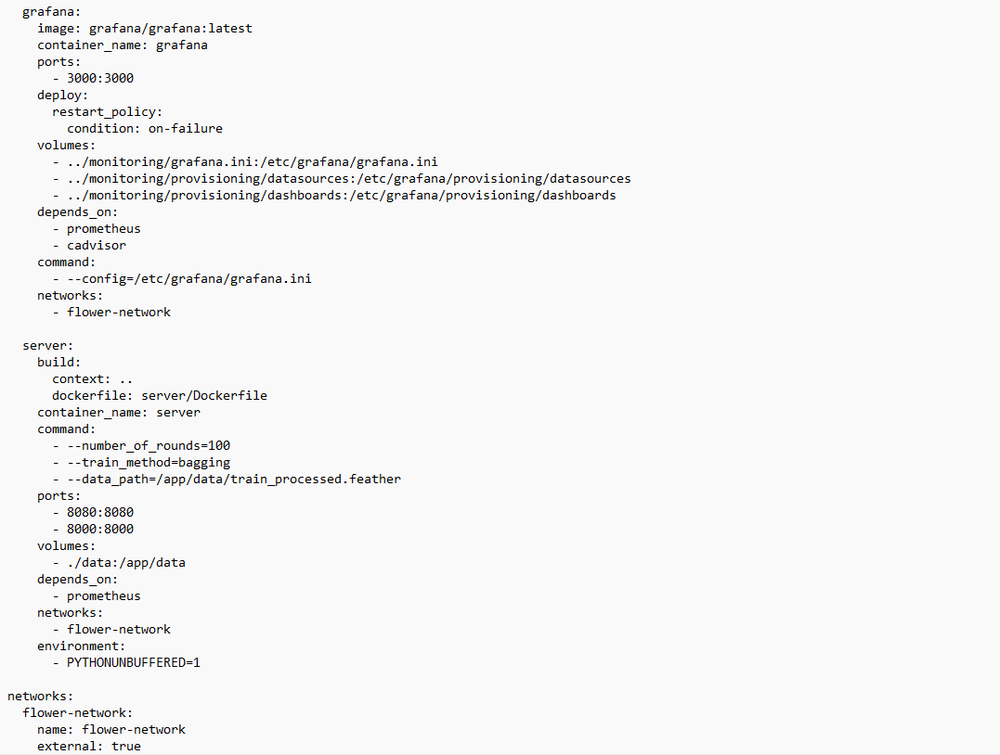 grafana:
image: grafana/grafana:latest
container_name: grafana
ports:
- 3000:3000
deploy:
restart_policy:
condition: on-failure
volumes:
- ../monitoring/grafana.ini:/etc/grafana/grafana.ini
- ../monitoring/provisioning/datasources:/etc/grafana/provisioning/datasources
- ../monitoring/provisioning/dashboards:/etc/grafana/provisioning/dashboards
depends_on:
- prometheus
- cadvisor
command:
- --config=/etc/grafana/grafana.ini
networks:
- flower-network
server:
build:
context: ..
dockerfile: server/Dockerfile
container_name: server
command:
- --number_of_rounds=100
- --train_method=bagging
- --data_path=/app/data/train_processed.feather
ports:
- 8080:8080
- 8000:8000
volumes:
- ./data:/app/data
depends_on:
- prometheus
networks:
- flower-network
environment:
- PYTHONUNBUFFERED=1
networks:
flower-network:
name: flower-network
external: true